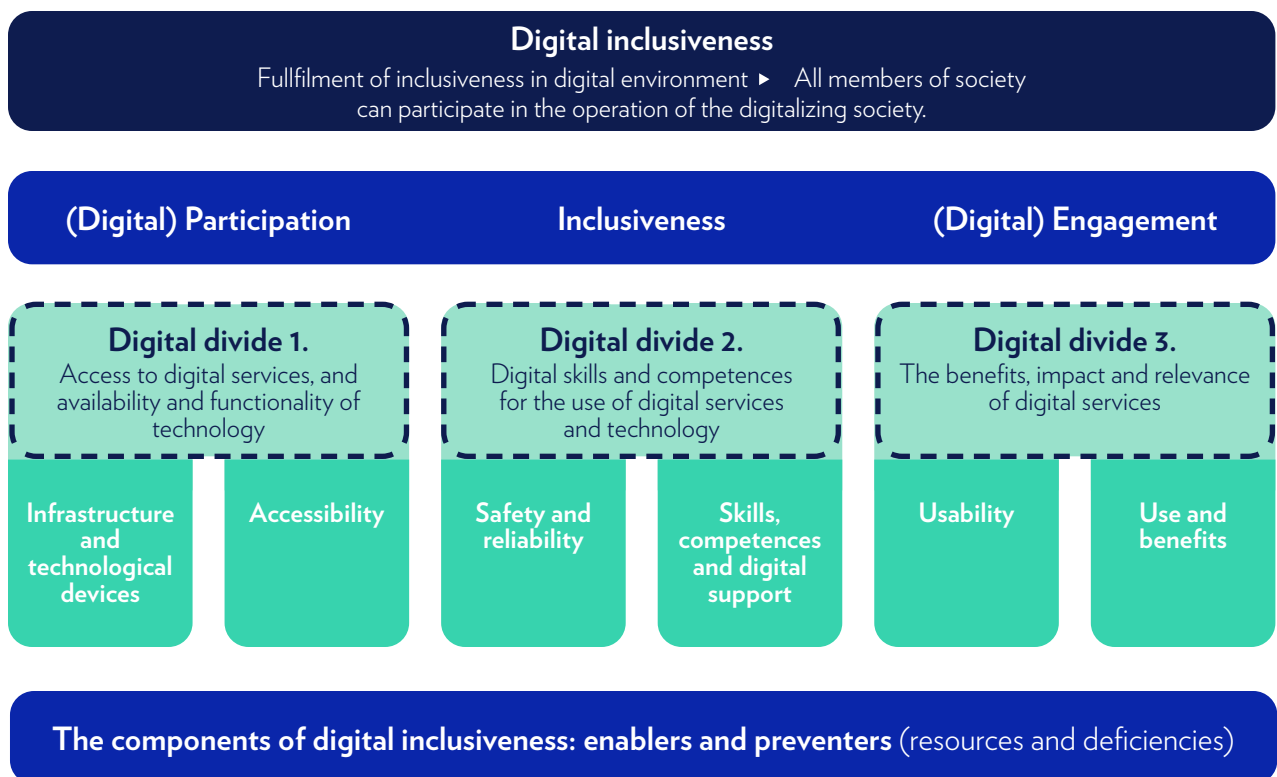 Digital inclusiveness
Fullfilment of inclusiveness in digital environment ▶ All members of society
can participate in the operation of the digitalizing society.
(Digital) Participation
Inclusiveness
(Digital) Engagement
Digital divide 1.
Access to digital services, and
availability and functionality of
technology
Digital divide 2.
Digital skills and competences
for the use of digital services
and technology
Digital divide 3.
The benefits, impact and relevance
of digital services
Infrastructure
and
technological
devices
Accessibility
Safety and
reliability
Skills,
competences
and digital
support
Usability
Use and
benefits
The components of digital inclusiveness: enablers and preventers (resources and deficiencies)